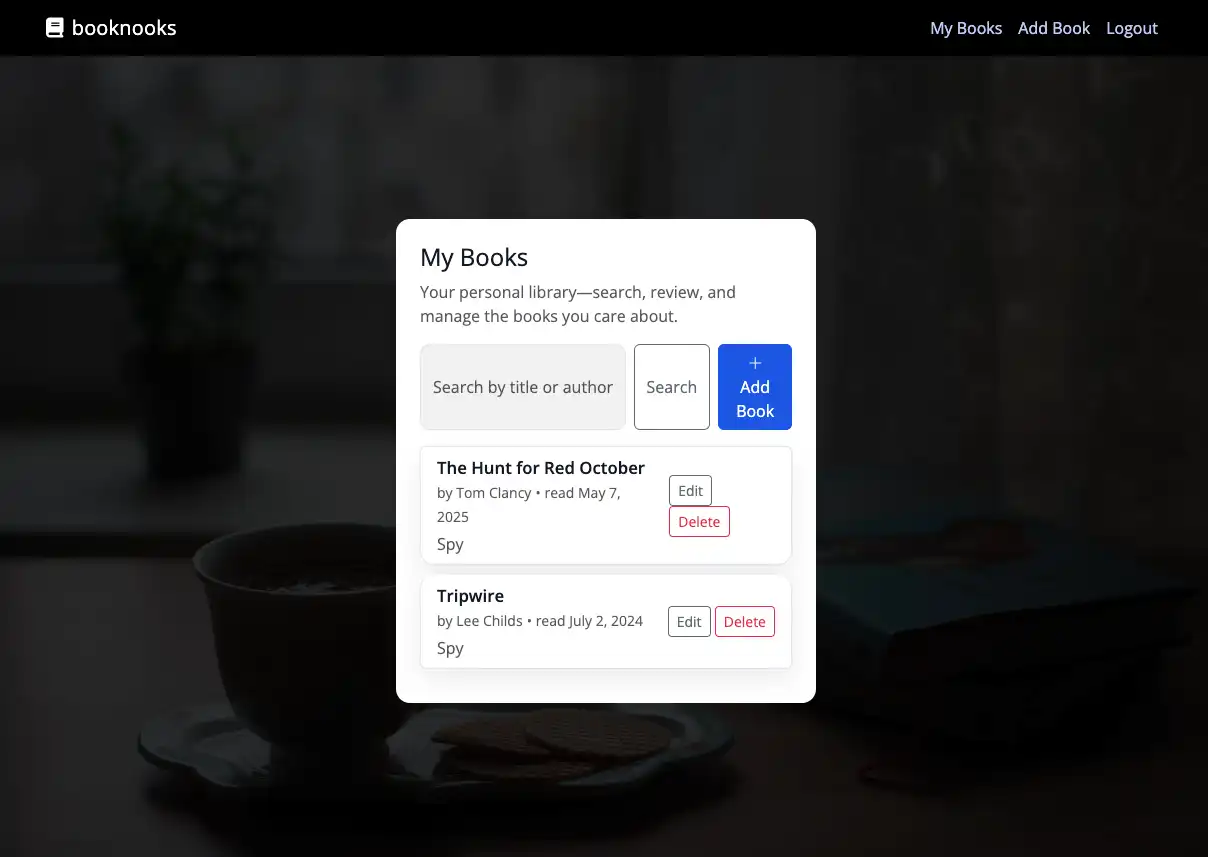 booknooks
My Books Add Book Logout
My Books
Your personal library—search, review, and
manage the books you care about.
Search by title or author
Search
+
Add
Book
The Hunt for Red October
by Tom Clancy • read May 7,
2025
Spy
Edit
Delete
Tripwire
by Lee Childs • read July 2, 2024
Spy
Edit Delete